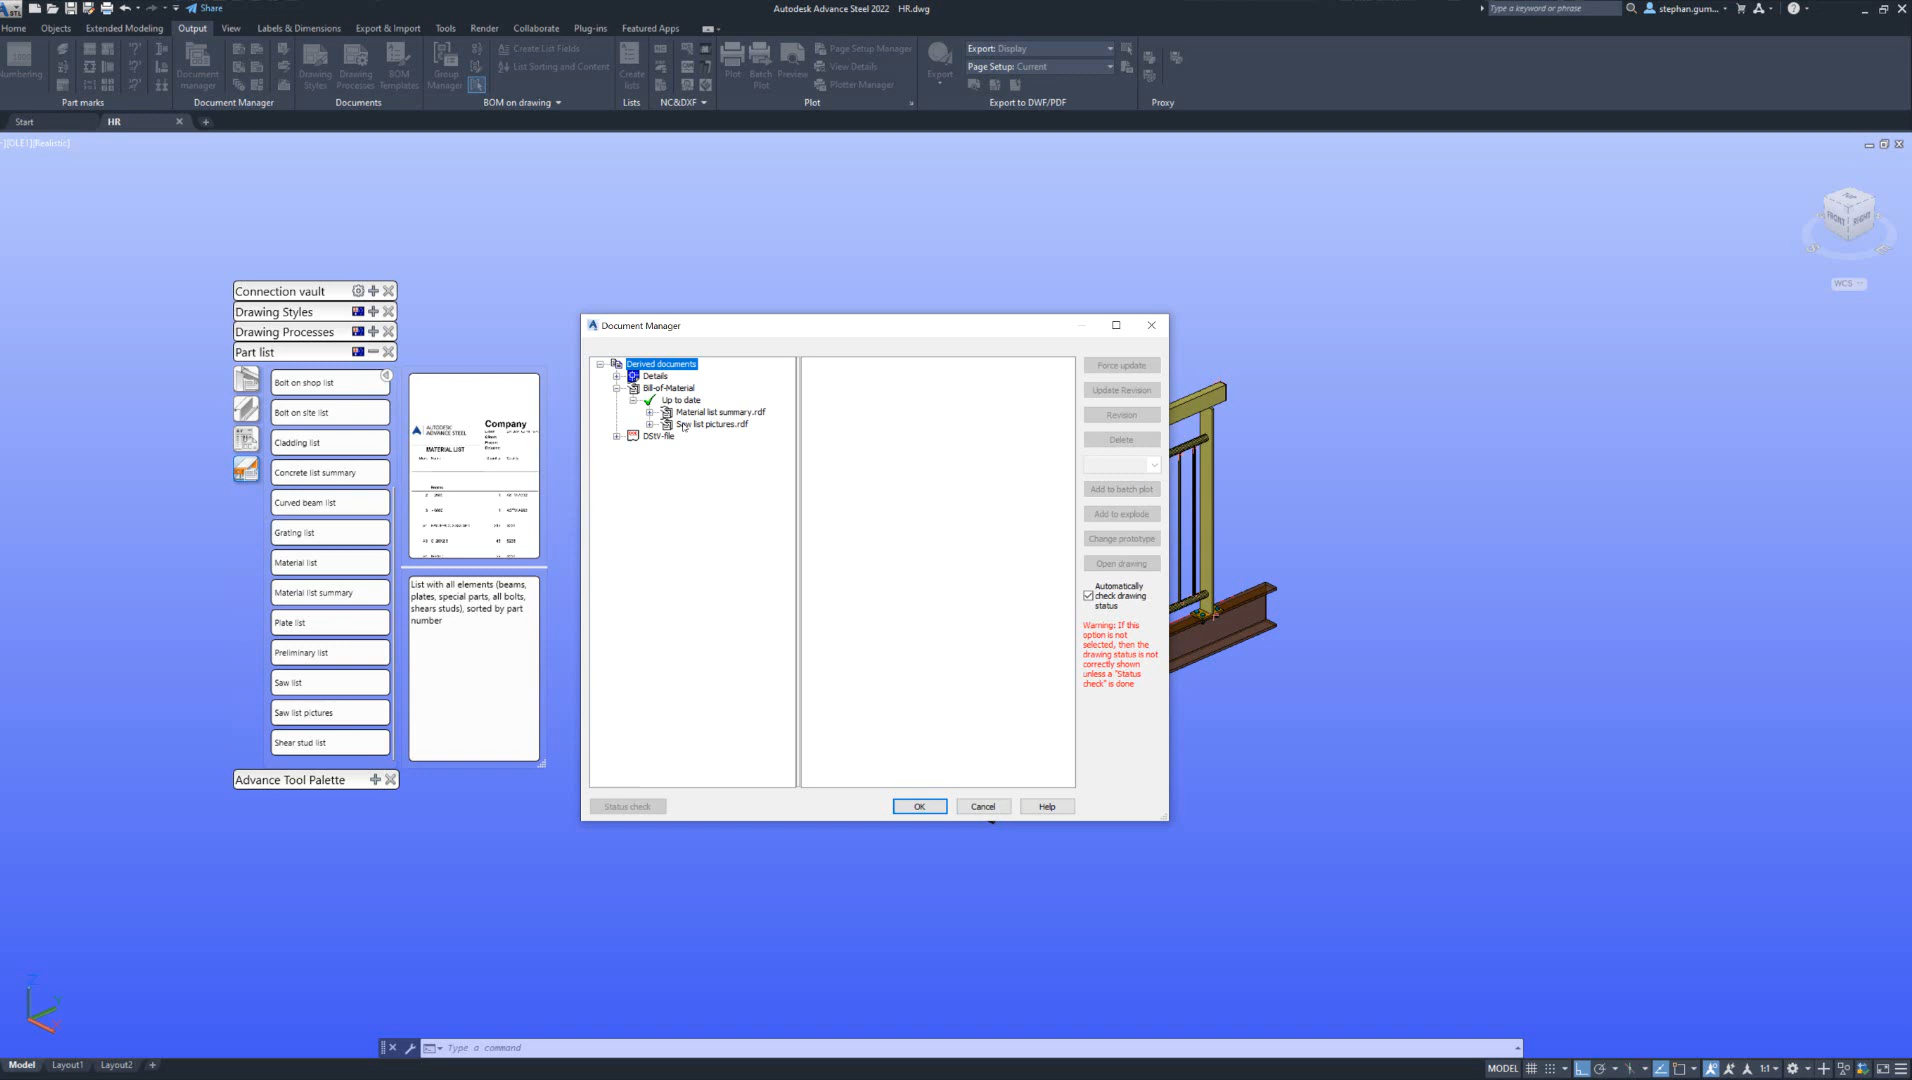 Share
Autodesk Advance Steel 2022 HR.dwg
Type a keyword or phrase
stephan.gum...
Home
Objects
Extended Modeling
Output
View
Labels & Dimensions
Export & Import
Tools
Render
Collaborate
Plug-ins
Featured Apps
Numbering
Document manager
Drawing Styles
Drawing Processes
BOM Templates
Group Manager
Create List Fields
List Sorting and Content
Create lists
Plot
Batch Plot
Preview
Page Setup Manager
View Details
Plotter Manager
Export
Export: Display
Page Setup: Current
Part marks
Document Manager
Documents
BOM on drawing
Lists
NC&DXF
Plot
Export to DWF/PDF
Proxy
Start
HR
FRONT
RIGHT
WCS
Connection vault
Drawing Styles
Drawing Processes
Part list
Bolt on shop list
Bolt on site list
Cladding list
Concrete list summary
Curved beam list
Grating list
Material list
Material list summary
Plate list
Preliminary list
Saw list
Saw list pictures
Shear stud list
Advance Tool Palette
AUTODESK
ADVANCE STEEL
Company
MATERIAL LIST
List with all elements (beams,
plates, special parts, all bolts,
shears studs), sorted by part
number
Document Manager
Derived documents
Details
Bill-of-Material
Up to date
Material list summary.rdf
Saw list pictures.rdf
DStV-file
Force update
Update Revision
Revision
Delete
Add to batch plot
Add to explode
Change prototype
Open drawing
Automatically
check drawing
status
Warning: If this
option is not
selected, then the
drawing status is not
correctly shown
unless a "Status
check" is done
Status check
OK
Cancel
Help
Type a command
Model
Layout1
Layout2
MODEL
1:1